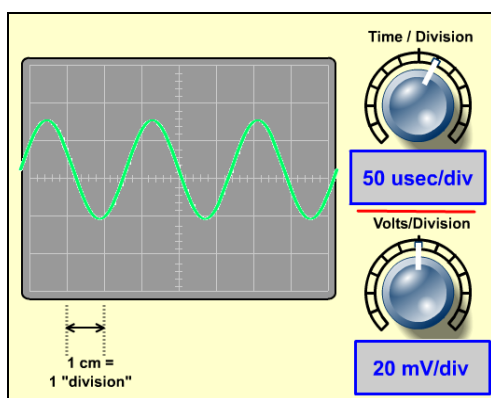 Time / Division
50 usec/div
Volts/Division
20 mV/div
1 cm =
1 "division"